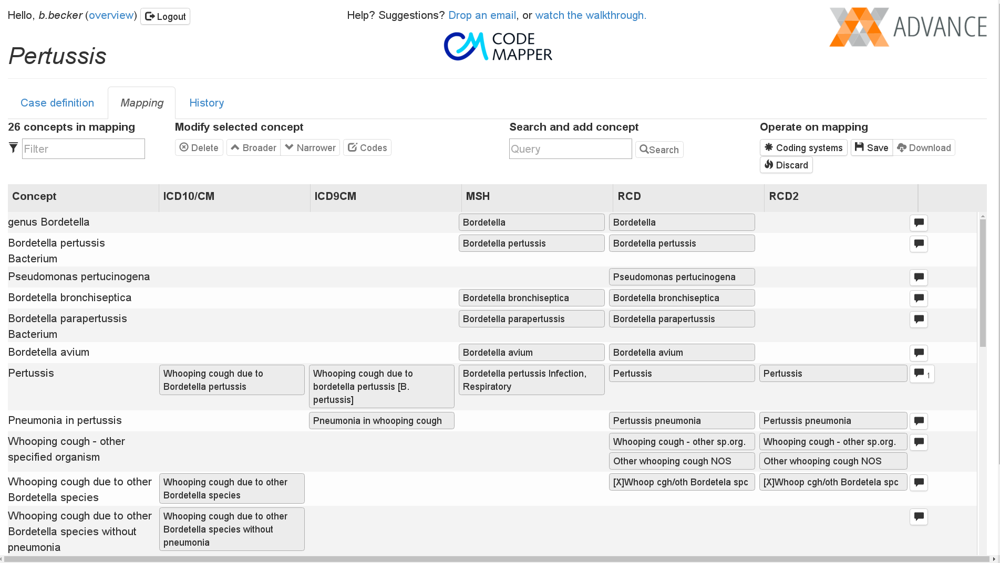 Hello, b.becker (overview) Logout
Help? Suggestions? Drop an email, or watch the walkthrough.
CODE
MAPPER
ADVANCE
Pertussis
Case definition Mapping History
26 concepts in mapping Modify selected concept Search and add concept Operate on mapping
Filter Delete Broader Narrower Codes Query Search Coding systems Save Download
Discard
Concept ICD10/CM ICD9CM MSH RCD RCD2
genus Bordetella Bordetella Bordetella
Bordetella pertussis Bordetella pertussis Bordetella pertussis
Bacterium
Pseudomonas pertucinogena Pseudomonas pertucinogena
Bordetella bronchiseptica Bordetella bronchiseptica Bordetella bronchiseptica
Bordetella parapertussis Bordetella parapertussis Bordetella parapertussis
Bacterium
Bordetella avium Bordetella avium Bordetella avium
Pertussis Whooping cough due to Whooping cough due to Bordetella pertussis Infection, Pertussis Pertussis 1
Bordetella pertussis bordetella pertussis [B. Respiratory
pertussis]
Pneumonia in pertussis Pneumonia in whooping cough Pertussis pneumonia Pertussis pneumonia
Whooping cough - other Whooping cough - other sp.org. Whooping cough - other sp.org.
specified organism Other whooping cough NOS Other whooping cough NOS
Whooping cough due to other Whooping cough due to other [X]Whoop cgh/oth Bordetela spc [X]Whoop cgh/oth Bordetela spc
Bordetella species Bordetella species
Whooping cough due to other Whooping cough due to other
Bordetella species without Bordetella species without
pneumonia pneumonia